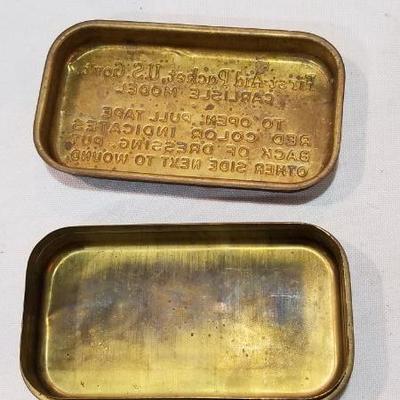 First-Aid Packet, U.S. Govt.
CARLISLE MODEL
TO OPEN: PULL TAPE
RED COLOR INDICATES
BACK OF DRESSING. PUT
OTHER SIDE NEXT TO WOUND.